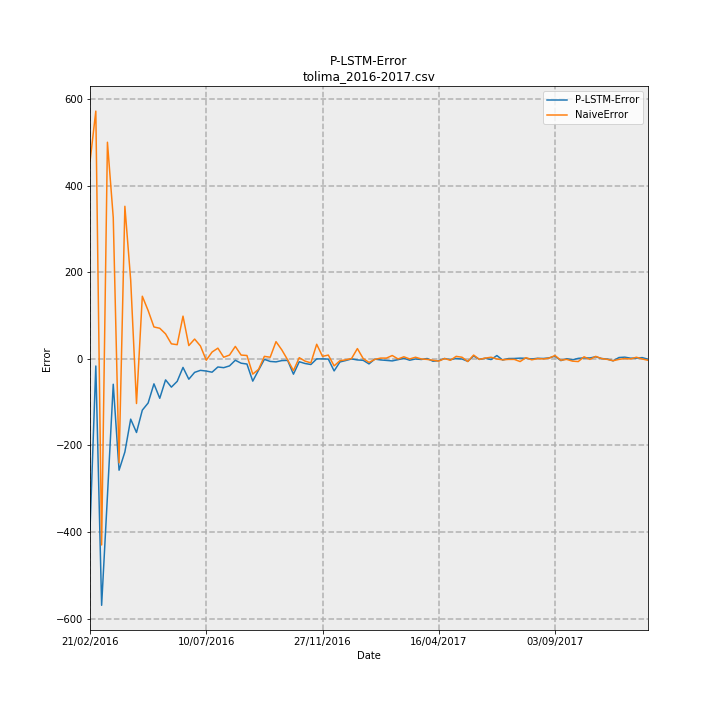 P-LSTM-Error
tolima_2016-2017.csv
P-LSTM-Error
NaiveError
600
400
200
0
−200
−400
−600
Error
21/02/2016
10/07/2016
27/11/2016
16/04/2017
03/09/2017
Date